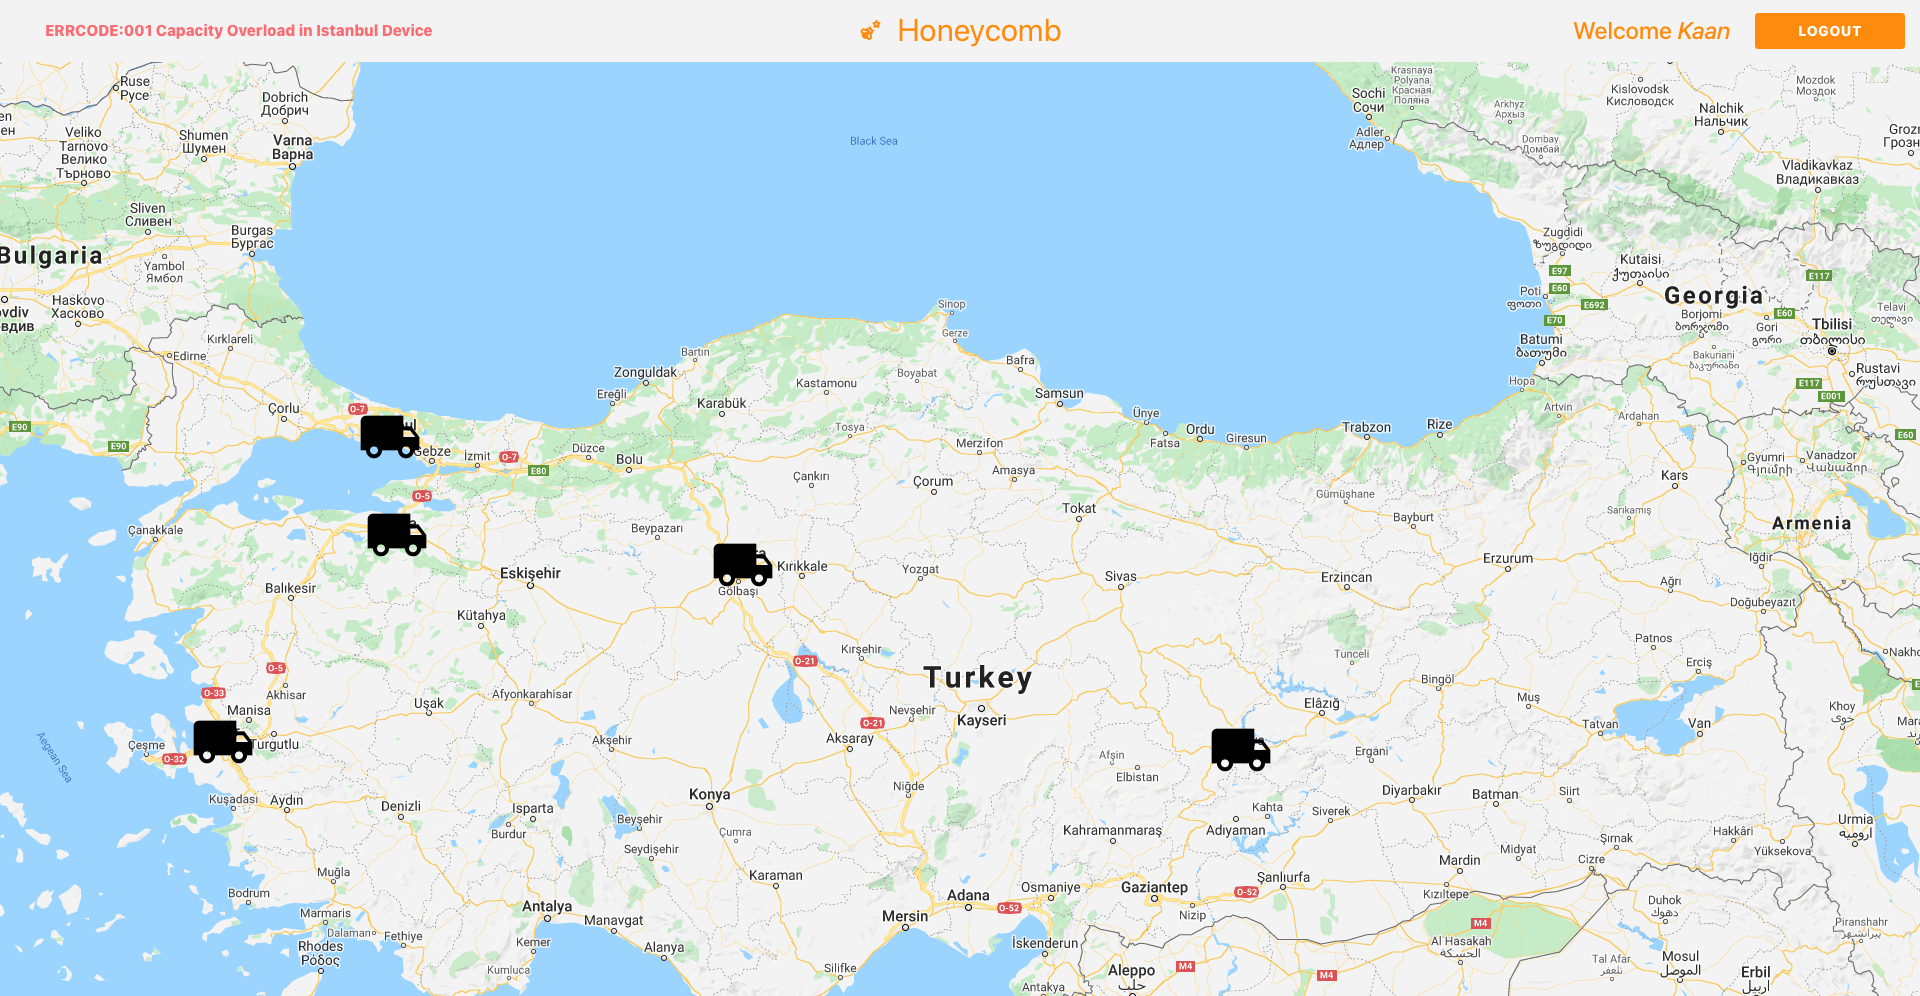 ERRCODE:001 Capacity Overload in Istanbul Device
Honeycomb
Welcome Kaan
LOGOUT
Ruse
Русе
Dobrich
Добрич
Veliko
Tarnovo
Велико
Търново
Shumen
Шумен
Varna
Варна
Sliven
Сливен
Burgas
Бургас
Bulgaria
Yambol
Ямбол
Haskovo
Хасково
Kırklareli
Edirne
Çorlu
E90
E90
O-7
Gebze
İzmit
O-7
E80
O-5
Çanakkale
Balıkesir
Black Sea
Sinop
Gerze
Bartın
Zonguldak
Ereğli
Karabük
Kastamonu
Boyabat
Bafra
Samsun
Tosya
Düzce
Bolu
Merzifon
Amasya
Çankırı
Çorum
Ünye
Fatsa
Ordu
Giresun
Trabzon
Rize
Tokat
Gümüşhane
Bayburt
Beypazarı
Eskişehir
Kütahya
Gölbaşı
Kırıkkale
Yozgat
Sivas
Erzincan
Erzurum
Krasnaya
Polyana
Красная
Поляна
Sochi
Сочи
Adler
Адлер
Arkhyz
Архыз
Dombay
Домбай
Kislovodsk
Кисловодск
Mozdok
Моздок
Nalchik
Нальчик
Vladikavkaz
Владикавказ
Zugdidi
ზუგდიდი
Kutaisi
ქუთაისი
E97
E60
E692
E70
E117
Poti
ფოთი
Georgia
Borjomi
ბორჯომი
Gori
გორი
E60
Tbilisi
თბილისი
Telavi
თელავი
Batumi
ბათუმი
Bakuriani
ბაკურიანი
Rustavi
რუსთავი
E117
E001
E60
Hopa
Artvin
Ardahan
Kars
Sarıkamış
Gyumri
Գյումրի
Vanadzor
Վանաձոր
Armenia
Iğdır
Ağrı
Doğubeyazıt
Patnos
Erciş
Tunceli
Bingöl
Muş
Tatvan
Van
Elâzığ
Ergani
Khoy
خوی
Turkey
Kayseri
Kırşehir
Nevşehir
O-21
O-21
Aksaray
Niğde
Akşehir
Afyonkarahisar
Uşak
O-5
O-33
Akhisar
Manisa
Turgutlu
Çeşme
O-32
Aegean Sea
Kuşadası
Aydın
Denizli
Isparta
Burdur
Beyşehir
Seydişehir
Konya
Çumra
Karaman
Afşin
Elbistan
Kahramanmaraş
Adıyaman
Kahta
Siverek
Diyarbakır
Batman
Siirt
Şırnak
Hakkâri
Yüksekova
Urmia
ارومیه
Mardin
Midyat
Cizre
Kızıltepe
Şanlıurfa
O-52
Gaziantep
Nizip
Osmaniye
O-52
Adana
Mersin
İskenderun
Antakya
Silifke
Alanya
Manavgat
Antalya
Kemer
Kumluca
Fethiye
Dalaman
Marmaris
Muğla
Bodrum
Rhodes
Ρόδος
Aleppo
حلب
M4
M4
M4
Al Hasakah
الحسكة
Duhok
دهوك
Tal Afar
تلعفر
Mosul
الموصل
Erbil
أربيل
Piranshahr
پیرانشهر